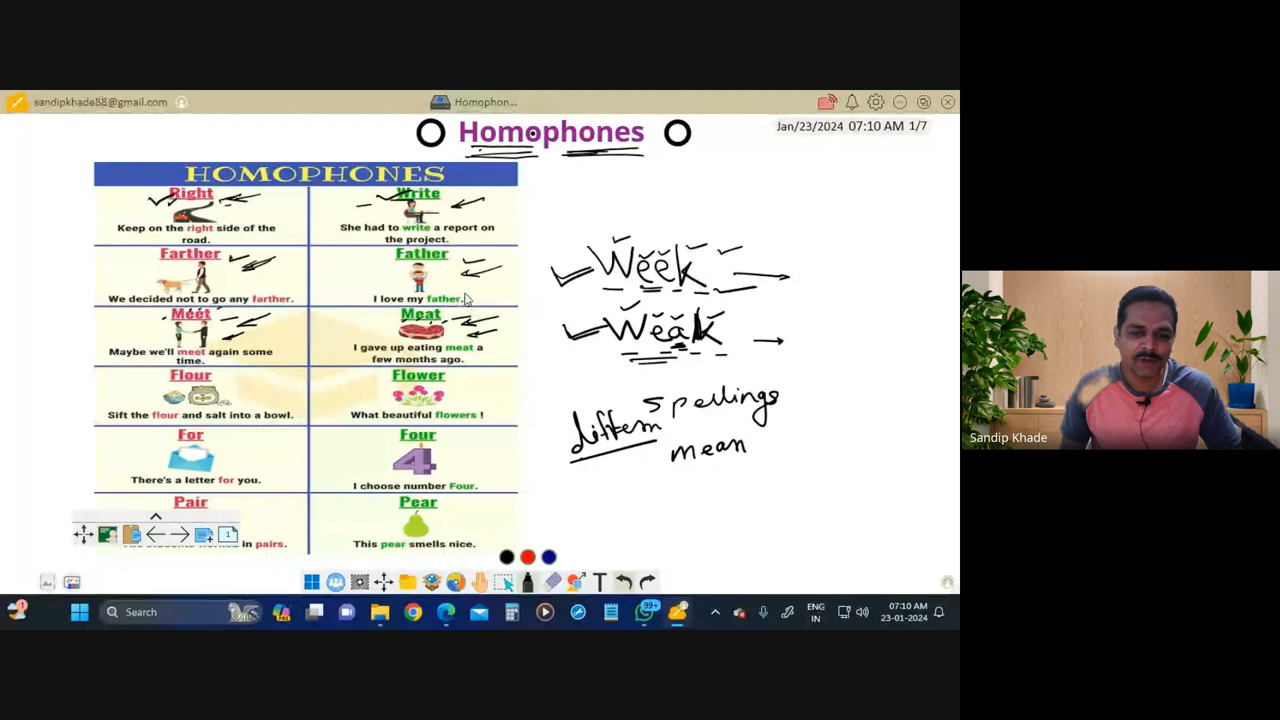 sandipkhade88@gmail.com
Homophon...
Homophones
Jan/23/2024 07:10 AM 1/7
HOMOPHONES
Right
Write
Keep on the right side of the
road.
She had to write a report on
the project.
Farther
Father
We decided not to go any farther.
I love my father.
Meet
Meat
Maybe we'll meet again some
time.
I gave up eating meat a
few months ago.
Flour
Flower
Sift the flour and salt into a bowl.
What beautiful flowers !
For
Four
4
There's a letter for you.
I choose number Four.
Pair
Pear
in pairs.
This pear smells nice.
Week
Weak
spellings
mean
Sandip Khade
1
Search
99+
ENG
IN
07:10 AM
23-01-2024